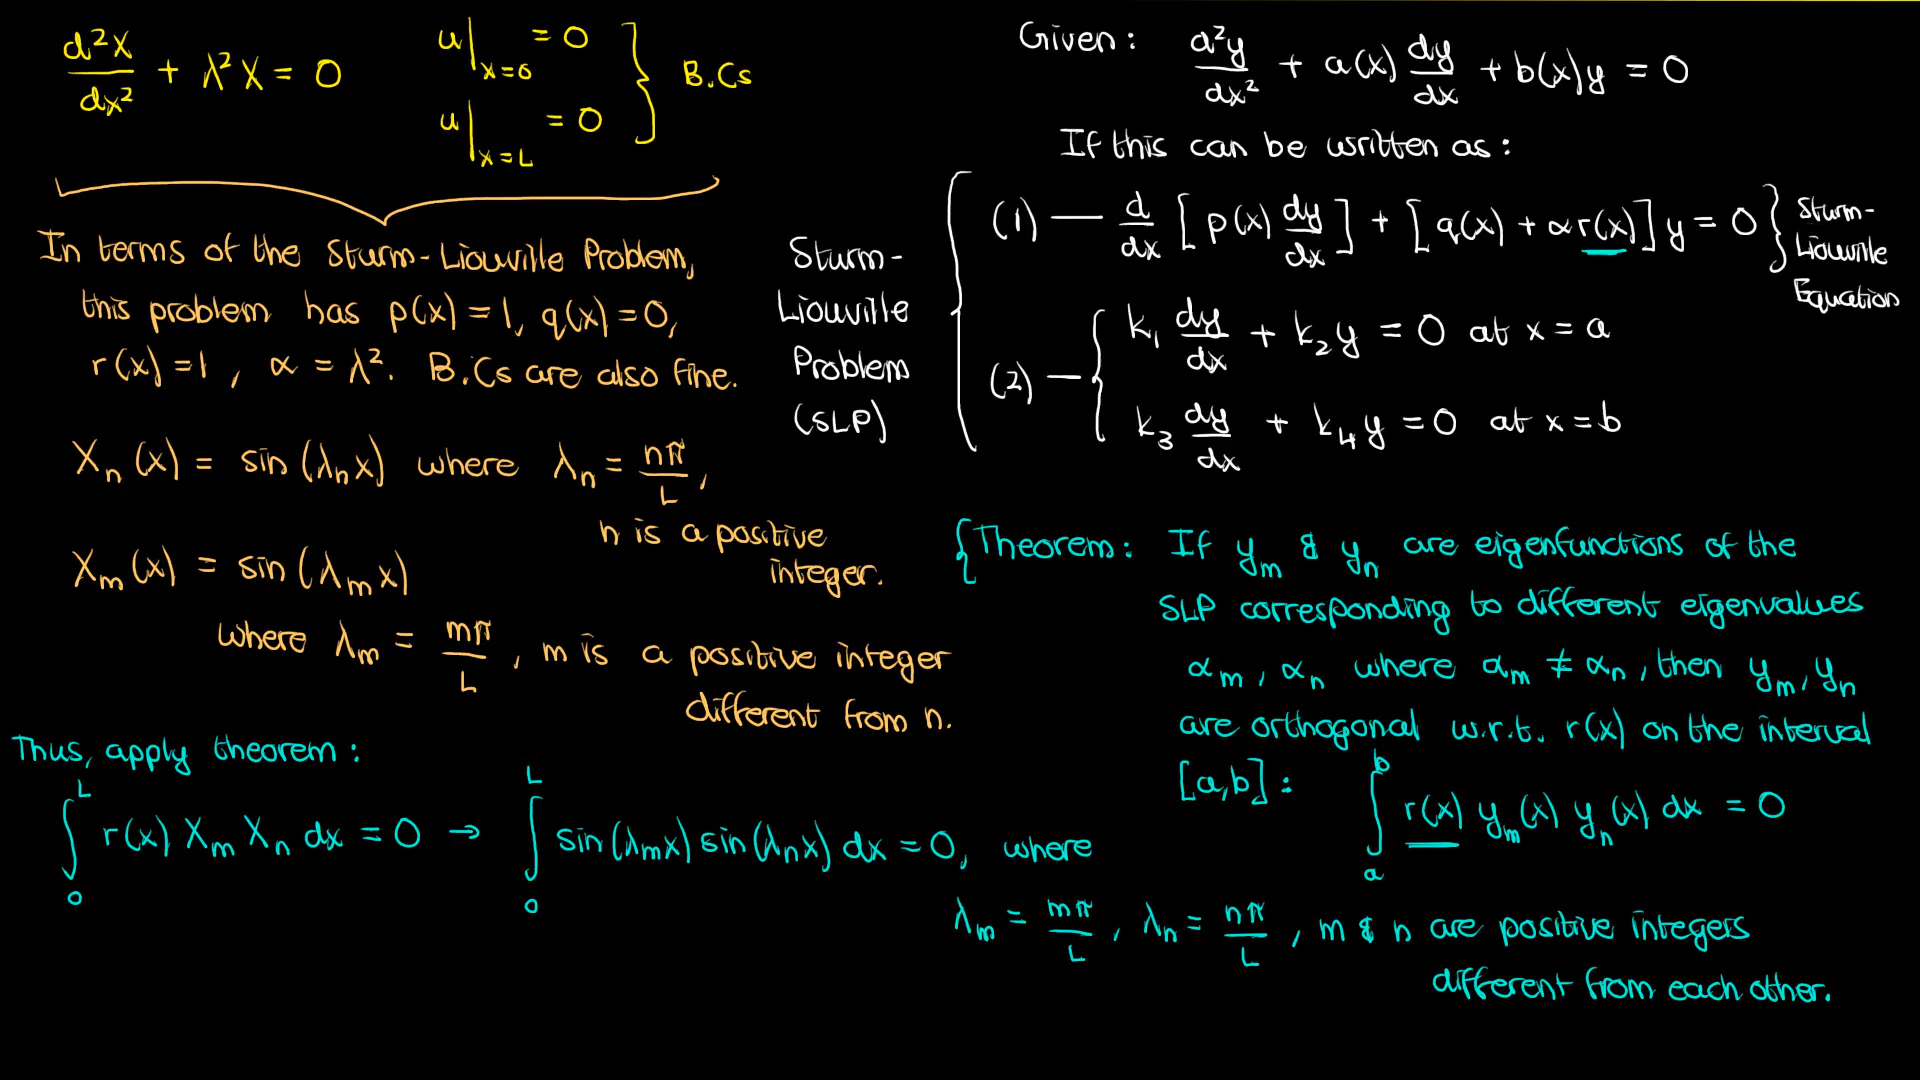 d²X/dx² + λ²X = 0
u|ₓ₌₀ = 0
u|ₓ₌L = 0
} B.Cs
In terms of the Sturm-Liouville Problem,
this problem has p(x) = 1, q(x) = 0,
r(x) = 1, α = λ². B.Cs are also fine.
Xₙ(x) = sin(λₙx) where λₙ = nπ/L,
n is a positive
integer.
Xₘ(x) = sin(λₘx)
where λₘ = mπ/L, m is a positive integer
different from n.
Thus, apply theorem:
∫₀ᴸ r(x) Xₘ Xₙ dx = 0 → ∫₀ᴸ sin(λₘx) sin(λₙx) dx = 0, where
λₘ = mπ/L, λₙ = nπ/L, m & n are positive integers
different from each other.
Given: d²y/dx² + a(x) dy/dx + b(x)y = 0
If this can be written as:
Sturm-
Liouville
Problem
(SLP)
(1) — d/dx [p(x) dy/dx] + [q(x) + αr(x)]y = 0
Sturm-
Liouville
Equation
(2) — { k₁ dy/dx + k₂y = 0 at x = a
k₃ dy/dx + k₄y = 0 at x = b
{Theorem: If yₘ & yₙ are eigenfunctions of the
SLP corresponding to different eigenvalues
αₘ, αₙ where αₘ ≠ αₙ, then yₘ, yₙ
are orthogonal w.r.t. r(x) on the interval
[a,b]: ∫ₐᵇ r(x) yₘ(x) yₙ(x) dx = 0